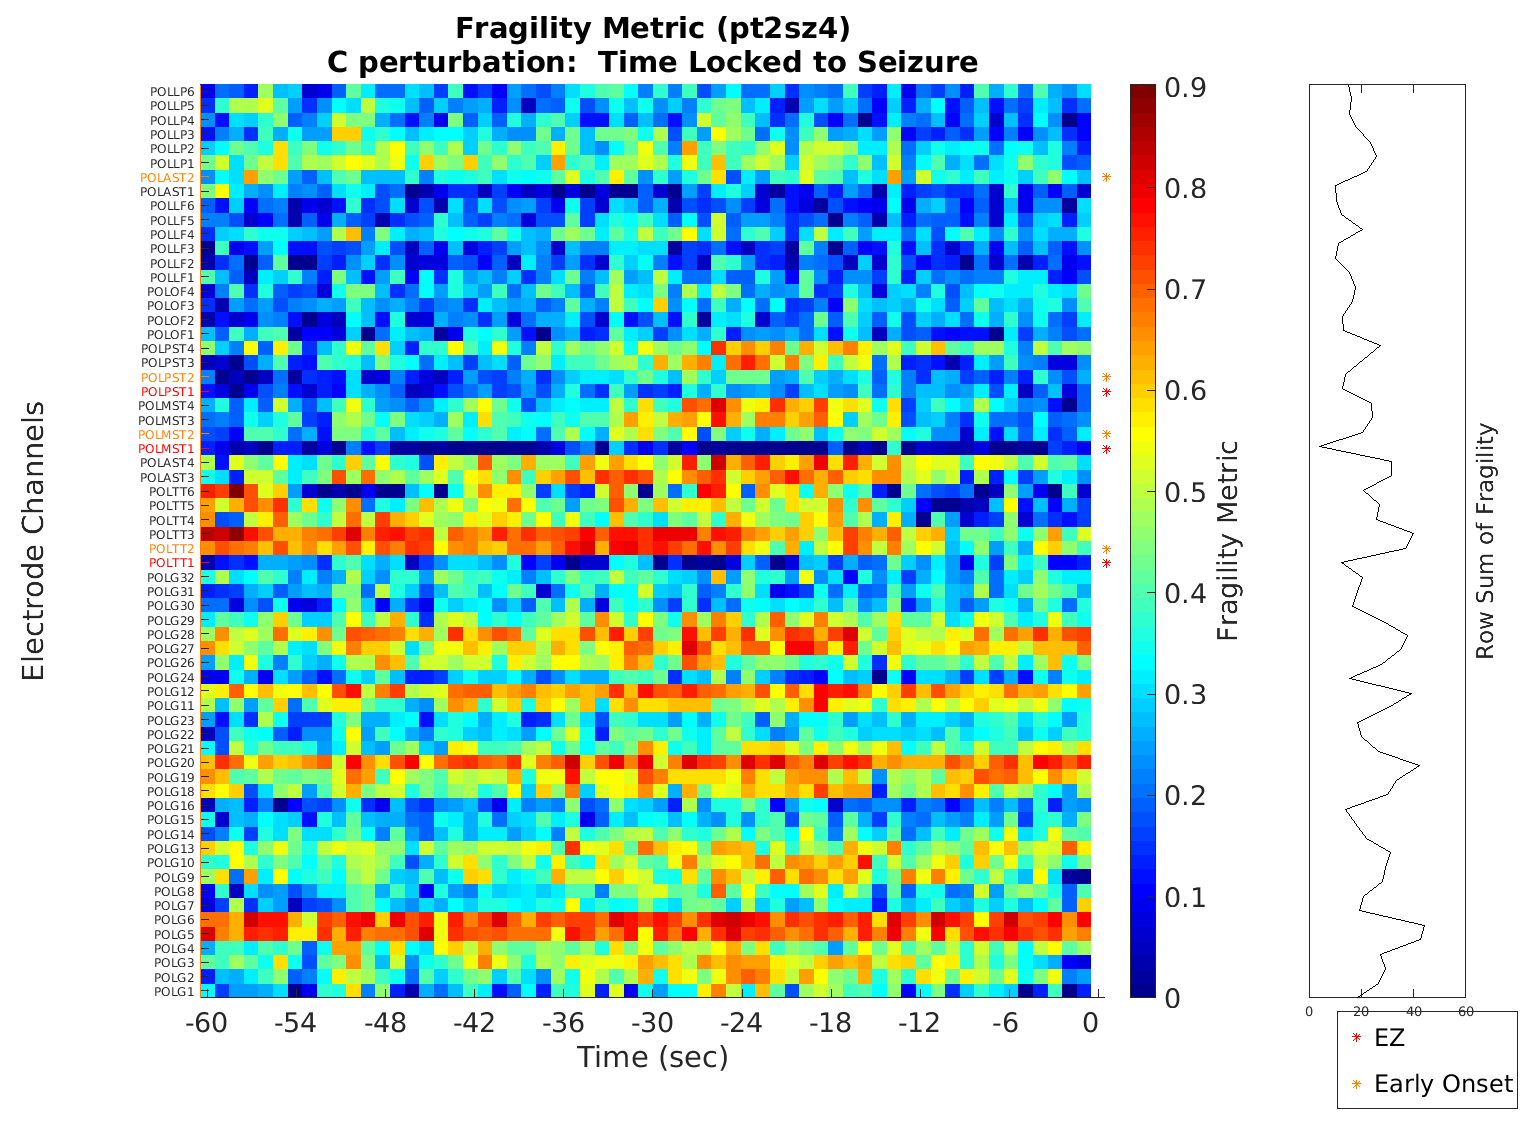 Fragility Metric (pt2sz4)
C perturbation:  Time Locked to Seizure
Electrode Channels
POLLP6
POLLP5
POLLP4
POLLP3
POLLP2
POLLP1
POLAST2
POLAST1
POLLF6
POLLF5
POLLF4
POLLF3
POLLF2
POLLF1
POLOF4
POLOF3
POLOF2
POLOF1
POLPST4
POLPST3
POLPST2
POLPST1
POLMST4
POLMST3
POLMST2
POLMST1
POLAST4
POLAST3
POLTT6
POLTT5
POLTT4
POLTT3
POLTT2
POLTT1
POLG32
POLG31
POLG30
POLG29
POLG28
POLG27
POLG26
POLG24
POLG12
POLG11
POLG23
POLG22
POLG21
POLG20
POLG19
POLG18
POLG16
POLG15
POLG14
POLG13
POLG10
POLG9
POLG8
POLG7
POLG6
POLG5
POLG4
POLG3
POLG2
POLG1
-60 -54 -48 -42 -36 -30 -24 -18 -12 -6 0
Time (sec)
0.9
0.8
0.7
0.6
0.5
0.4
0.3
0.2
0.1
0
Fragility Metric
0 20 40 60
Row Sum of Fragility
EZ
Early Onset